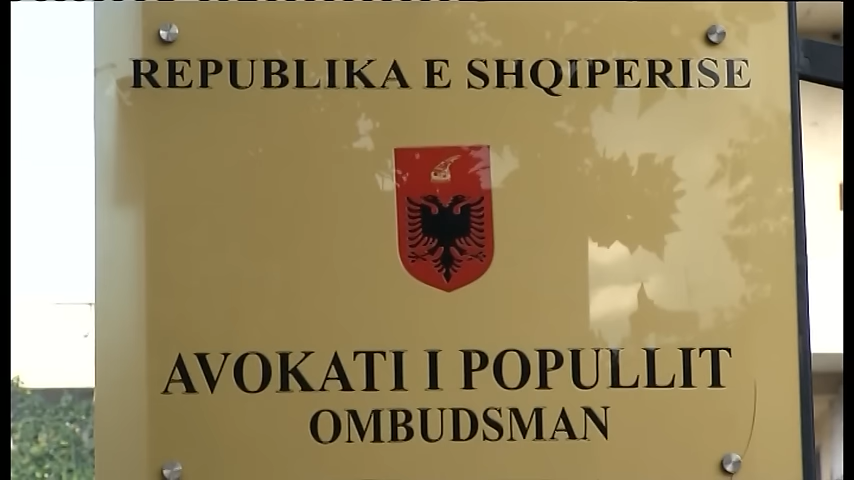 REPUBLIKA E SHQIPERISE
AVOKATI I POPULLIT
OMBUDSMAN